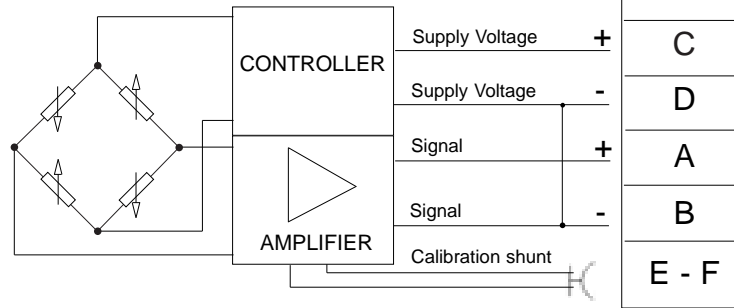 Supply Voltage + C
CONTROLLER
Supply Voltage - D
Signal + A
Signal - B
AMPLIFIER
Calibration shunt E - F